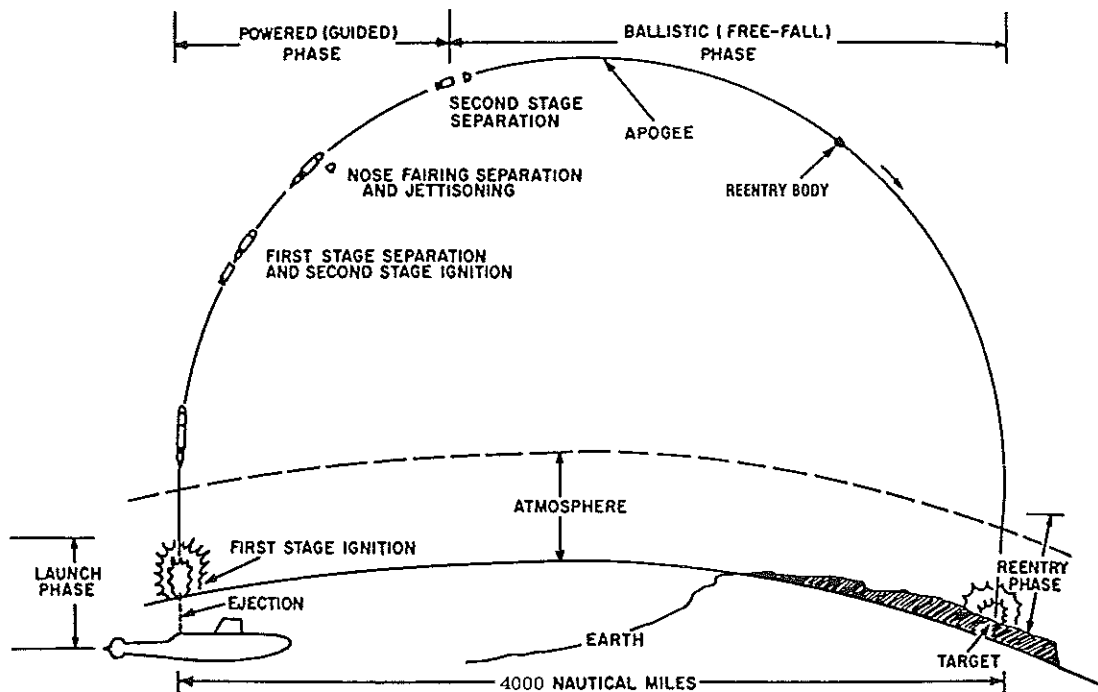 POWERED (GUIDED)
PHASE
BALLISTIC (FREE-FALL)
PHASE
SECOND STAGE
SEPARATION
APOGEE
NOSE FAIRING SEPARATION
AND JETTISONING
REENTRY BODY
FIRST STAGE SEPARATION
AND SECOND STAGE IGNITION
ATMOSPHERE
FIRST STAGE IGNITION
LAUNCH
PHASE
REENTRY
PHASE
EJECTION
EARTH
TARGET
4000 NAUTICAL MILES